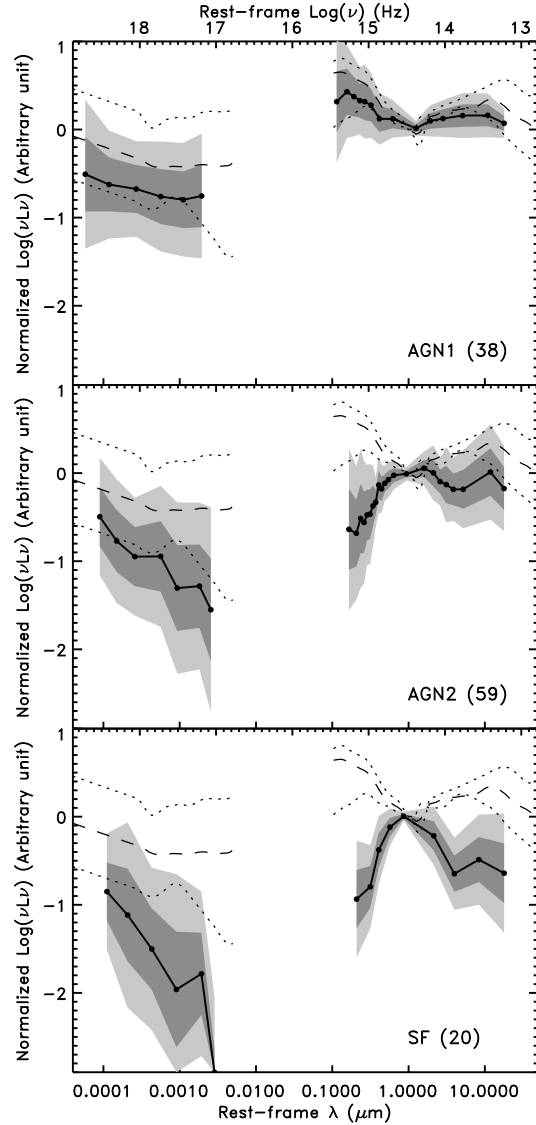 Rest-frame Log(ν) (Hz)
18 17 16 15 14 13
Normalized Log(νLν) (Arbitrary unit)
1
0
−1
−2
AGN1 (38)
Normalized Log(νLν) (Arbitrary unit)
1
0
−1
−2
AGN2 (59)
Normalized Log(νLν) (Arbitrary unit)
1
0
−1
−2
SF (20)
0.0001 0.0010 0.0100 0.1000 1.0000 10.0000
Rest-frame λ (μm)